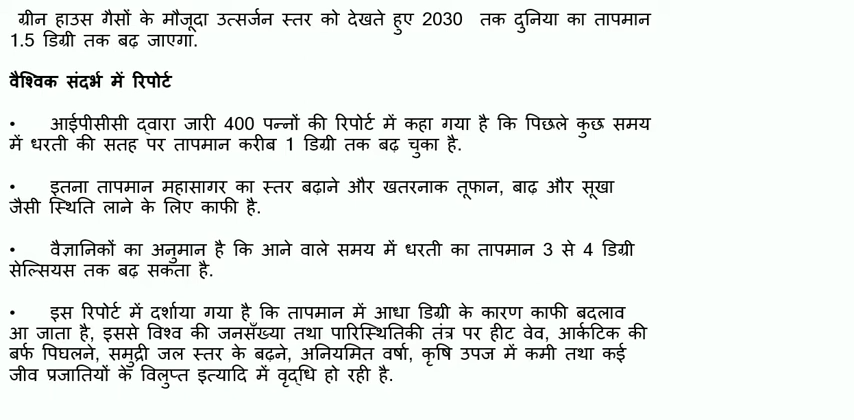 ग्रीन हाउस गैसों के मौजूदा उत्सर्जन स्तर को देखते हुए 2030 तक दुनिया का तापमान
1.5 डिग्री तक बढ़ जाएगा.
वैश्विक संदर्भ में रिपोर्ट
• आईपीसीसी द्वारा जारी 400 पन्नों की रिपोर्ट में कहा गया है कि पिछले कुछ समय
में धरती की सतह पर तापमान करीब 1 डिग्री तक बढ़ चुका है.
• इतना तापमान महासागर का स्तर बढ़ाने और खतरनाक तूफान, बाढ़ और सूखा
जैसी स्थिति लाने के लिए काफी है.
• वैज्ञानिकों का अनुमान है कि आने वाले समय में धरती का तापमान 3 से 4 डिग्री
सेल्सियस तक बढ़ सकता है.
• इस रिपोर्ट में दर्शाया गया है कि तापमान में आधा डिग्री के कारण काफी बदलाव
आ जाता है, इससे विश्व की जनसँख्या तथा पारिस्थितिकी तंत्र पर हीट वेव, आर्कटिक की
बर्फ पिघलने, समुद्री जल स्तर के बढ़ने, अनियमित वर्षा, कृषि उपज में कमी तथा कई
जीव प्रजातियों के विलुप्त इत्यादि में वृद्धि हो रही है.